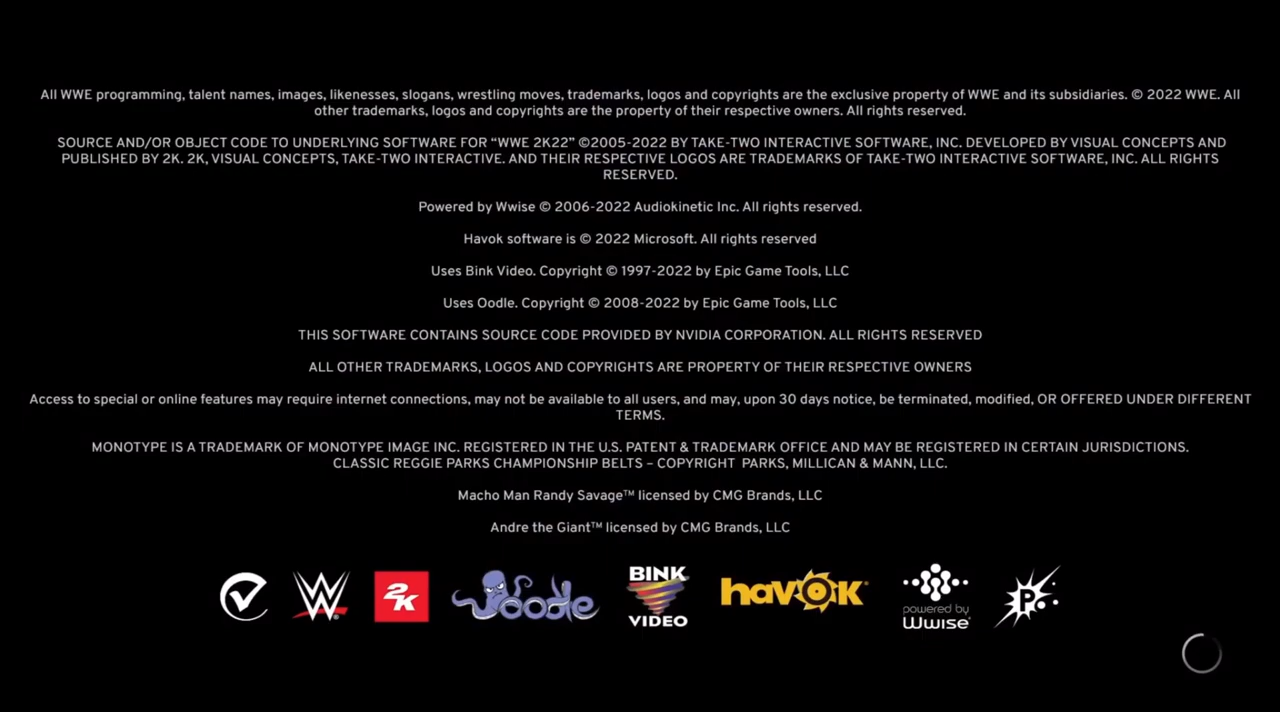 All WWE programming, talent names, images, likenesses, slogans, wrestling moves, trademarks, logos and copyrights are the exclusive property of WWE and its subsidiaries. © 2022 WWE. All
other trademarks, logos and copyrights are the property of their respective owners. All rights reserved.
SOURCE AND/OR OBJECT CODE TO UNDERLYING SOFTWARE FOR “WWE 2K22” ©2005-2022 BY TAKE-TWO INTERACTIVE SOFTWARE, INC. DEVELOPED BY VISUAL CONCEPTS AND
PUBLISHED BY 2K. 2K, VISUAL CONCEPTS, TAKE-TWO INTERACTIVE. AND THEIR RESPECTIVE LOGOS ARE TRADEMARKS OF TAKE-TWO INTERACTIVE SOFTWARE, INC. ALL RIGHTS
RESERVED.
Powered by Wwise © 2006-2022 Audiokinetic Inc. All rights reserved.
Havok software is © 2022 Microsoft. All rights reserved
Uses Bink Video. Copyright © 1997-2022 by Epic Game Tools, LLC
Uses Oodle. Copyright © 2008-2022 by Epic Game Tools, LLC
THIS SOFTWARE CONTAINS SOURCE CODE PROVIDED BY NVIDIA CORPORATION. ALL RIGHTS RESERVED
ALL OTHER TRADEMARKS, LOGOS AND COPYRIGHTS ARE PROPERTY OF THEIR RESPECTIVE OWNERS
Access to special or online features may require internet connections, may not be available to all users, and may, upon 30 days notice, be terminated, modified, OR OFFERED UNDER DIFFERENT
TERMS.
MONOTYPE IS A TRADEMARK OF MONOTYPE IMAGE INC. REGISTERED IN THE U.S. PATENT & TRADEMARK OFFICE AND MAY BE REGISTERED IN CERTAIN JURISDICTIONS.
CLASSIC REGGIE PARKS CHAMPIONSHIP BELTS – COPYRIGHT PARKS, MILLICAN & MANN, LLC.
Macho Man Randy Savage™ licensed by CMG Brands, LLC
Andre the Giant™ licensed by CMG Brands, LLC
W 2K oodle BINK VIDEO havok powered by Wwise P